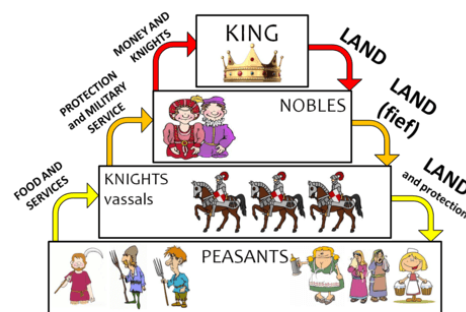 MONEY AND
KNIGHTS
KING
LAND
PROTECTION
and MILITARY
SERVICE
NOBLES
LAND
(fief)
FOOD AND
SERVICES
KNIGHTS
vassals
LAND
and protection
PEASANTS